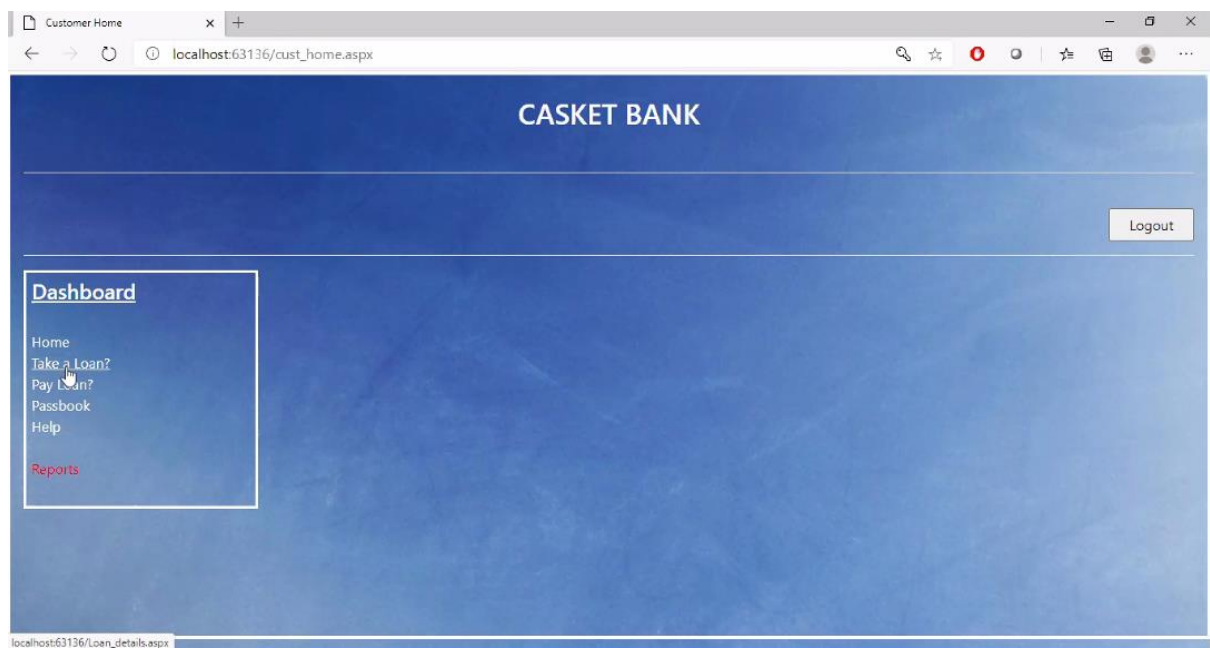 Customer Home
localhost:63136/cust_home.aspx
CASKET BANK
Logout
Dashboard
Home
Take a Loan?
Pay Loan?
Passbook
Help
Reports
localhost:63136/Loan_details.aspx